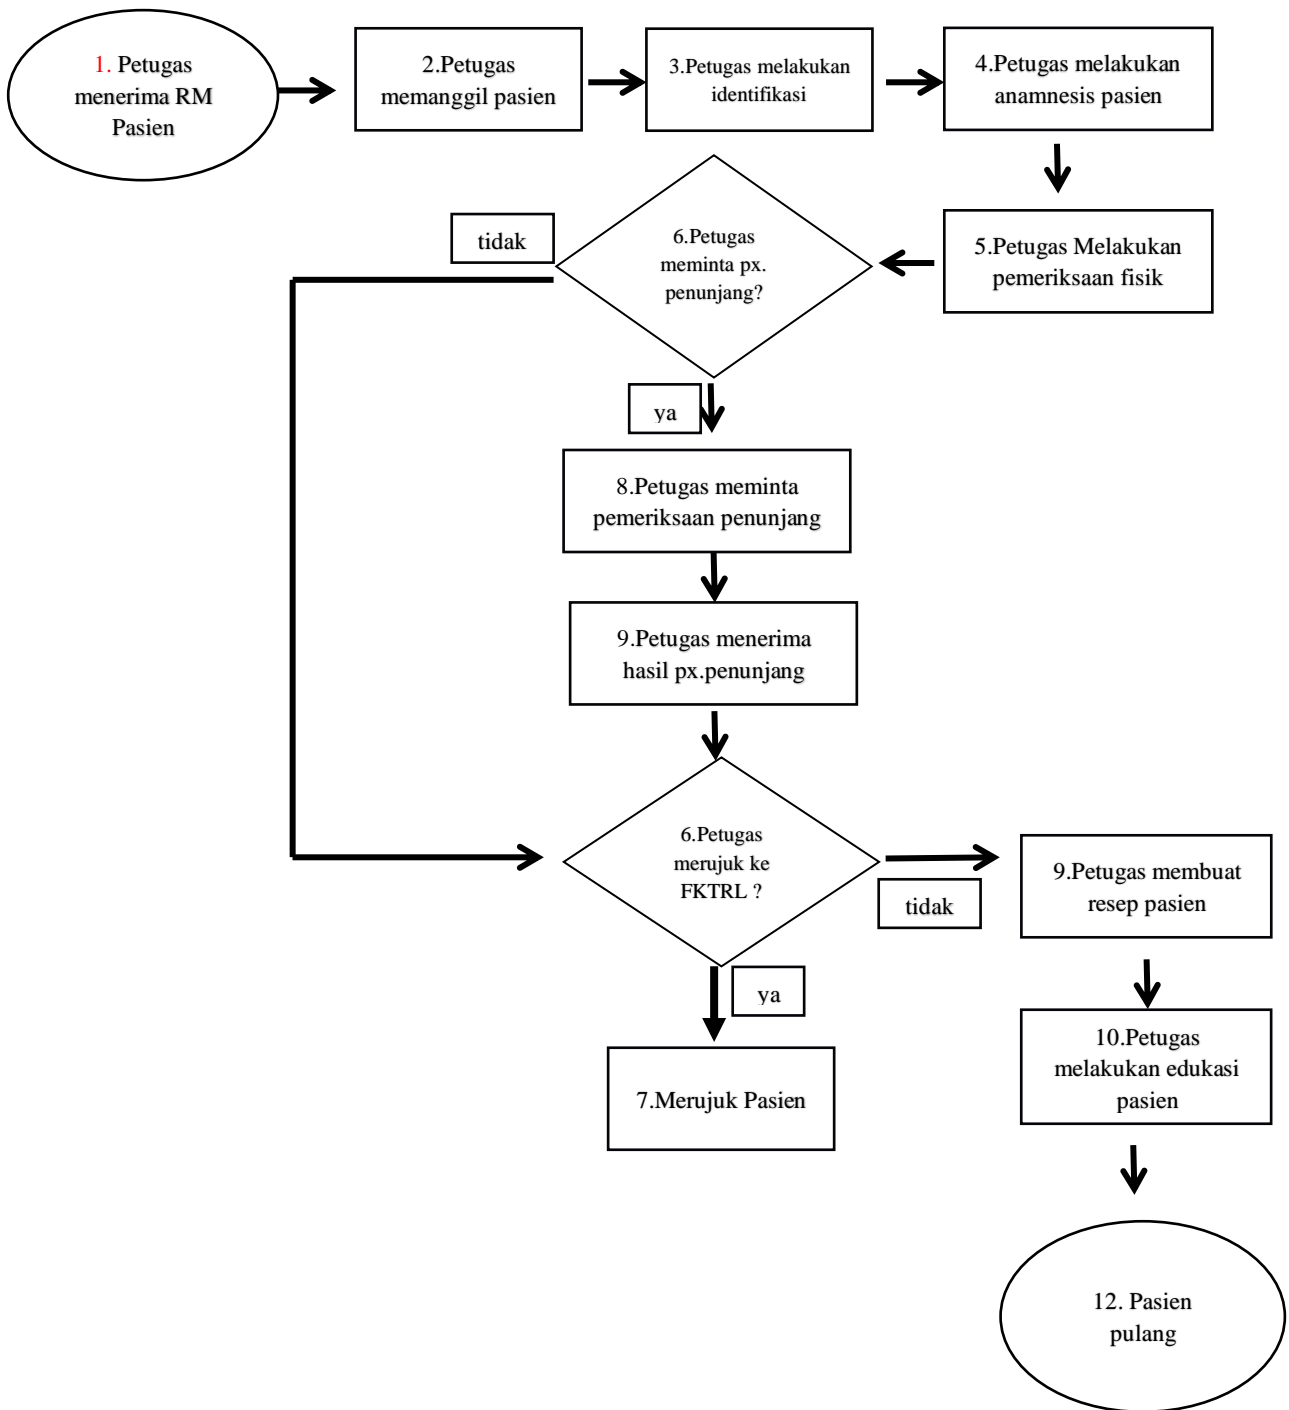 1. Petugas
menerima RM
Pasien
2.Petugas
memanggil pasien
3.Petugas melakukan
identifikasi
4.Petugas melakukan
anamnesis pasien
5.Petugas Melakukan
pemeriksaan fisik
6.Petugas
meminta px.
penunjang?
tidak
ya
8.Petugas meminta
pemeriksaan penunjang
9.Petugas menerima
hasil px.penunjang
6.Petugas
merujuk ke
FKTRL ?
tidak
ya
7.Merujuk Pasien
9.Petugas membuat
resep pasien
10.Petugas
melakukan edukasi
pasien
12. Pasien
pulang